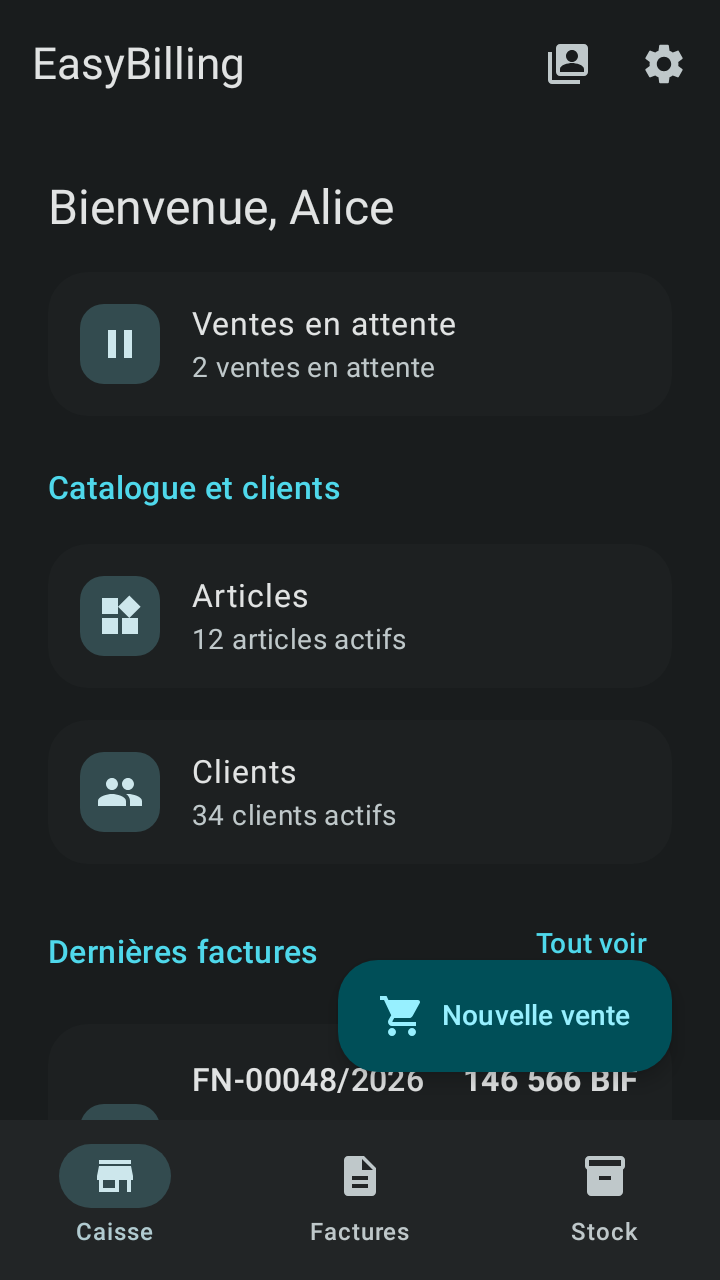 EasyBilling
Bienvenue, Alice
Ventes en attente
2 ventes en attente
Catalogue et clients
Articles
12 articles actifs
Clients
34 clients actifs
Dernières factures
Tout voir
Nouvelle vente
FN-00048/2026
146 566 BIF
Caisse
Factures
Stock